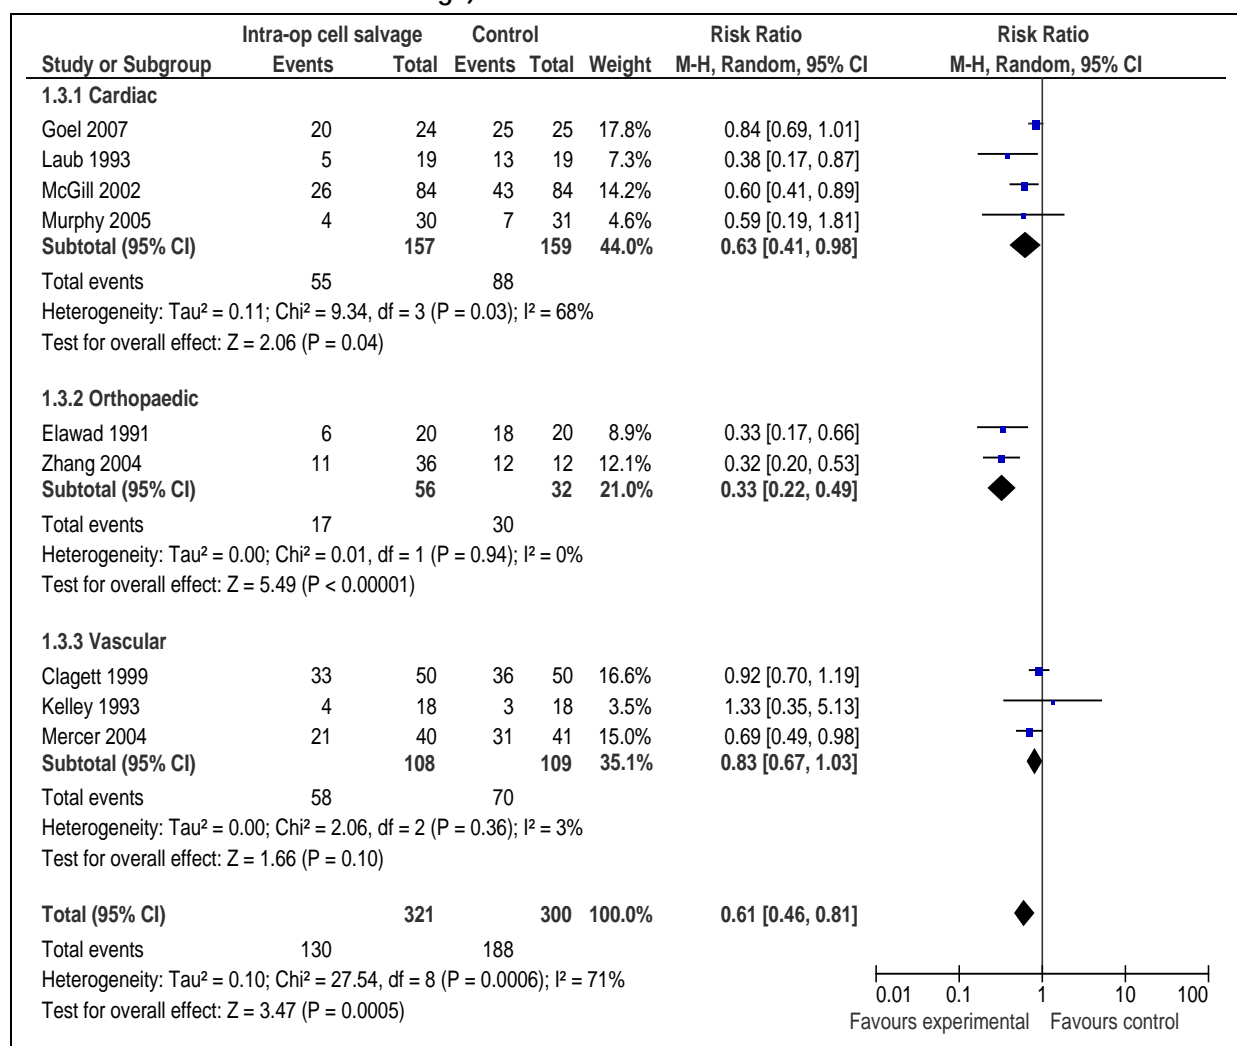 Intra-op cell salvage Control Risk Ratio Risk Ratio
Study or Subgroup Events Total Events Total Weight M-H, Random, 95% CI M-H, Random, 95% CI
1.3.1 Cardiac
Goel 2007 20 24 25 25 17.8% 0.84 [0.69, 1.01]
Laub 1993 5 19 13 19 7.3% 0.38 [0.17, 0.87]
McGill 2002 26 84 43 84 14.2% 0.60 [0.41, 0.89]
Murphy 2005 4 30 7 31 4.6% 0.59 [0.19, 1.81]
Subtotal (95% CI) 157 159 44.0% 0.63 [0.41, 0.98]
Total events 55 88
Heterogeneity: Tau² = 0.11; Chi² = 9.34, df = 3 (P = 0.03); I² = 68%
Test for overall effect: Z = 2.06 (P = 0.04)
1.3.2 Orthopaedic
Elawad 1991 6 20 18 20 8.9% 0.33 [0.17, 0.66]
Zhang 2004 11 36 12 12 12.1% 0.32 [0.20, 0.53]
Subtotal (95% CI) 56 32 21.0% 0.33 [0.22, 0.49]
Total events 17 30
Heterogeneity: Tau² = 0.00; Chi² = 0.01, df = 1 (P = 0.94); I² = 0%
Test for overall effect: Z = 5.49 (P < 0.00001)
1.3.3 Vascular
Clagett 1999 33 50 36 50 16.6% 0.92 [0.70, 1.19]
Kelley 1993 4 18 3 18 3.5% 1.33 [0.35, 5.13]
Mercer 2004 21 40 31 41 15.0% 0.69 [0.49, 0.98]
Subtotal (95% CI) 108 109 35.1% 0.83 [0.67, 1.03]
Total events 58 70
Heterogeneity: Tau² = 0.00; Chi² = 2.06, df = 2 (P = 0.36); I² = 3%
Test for overall effect: Z = 1.66 (P = 0.10)
Total (95% CI) 321 300 100.0% 0.61 [0.46, 0.81]
Total events 130 188
Heterogeneity: Tau² = 0.10; Chi² = 27.54, df = 8 (P = 0.0006); I² = 71%
Test for overall effect: Z = 3.47 (P = 0.0005)
0.01 0.1 1 10 100
Favours experimental Favours control